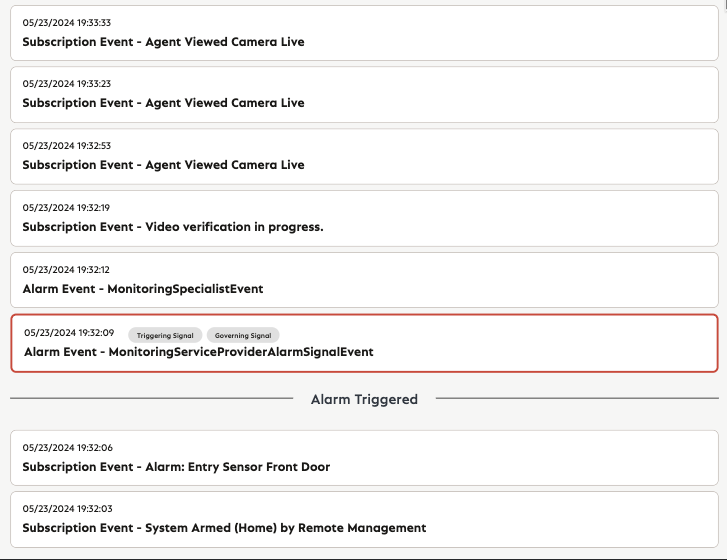 05/23/2024 19:33:33
Subscription Event - Agent Viewed Camera Live
05/23/2024 19:33:23
Subscription Event - Agent Viewed Camera Live
05/23/2024 19:32:53
Subscription Event - Agent Viewed Camera Live
05/23/2024 19:32:19
Subscription Event - Video verification in progress.
05/23/2024 19:32:12
Alarm Event - MonitoringSpecialistEvent
05/23/2024 19:32:09 Triggering Signal Governing Signal
Alarm Event - MonitoringServiceProviderAlarmSignalEvent
Alarm Triggered
05/23/2024 19:32:06
Subscription Event - Alarm: Entry Sensor Front Door
05/23/2024 19:32:03
Subscription Event - System Armed (Home) by Remote Management